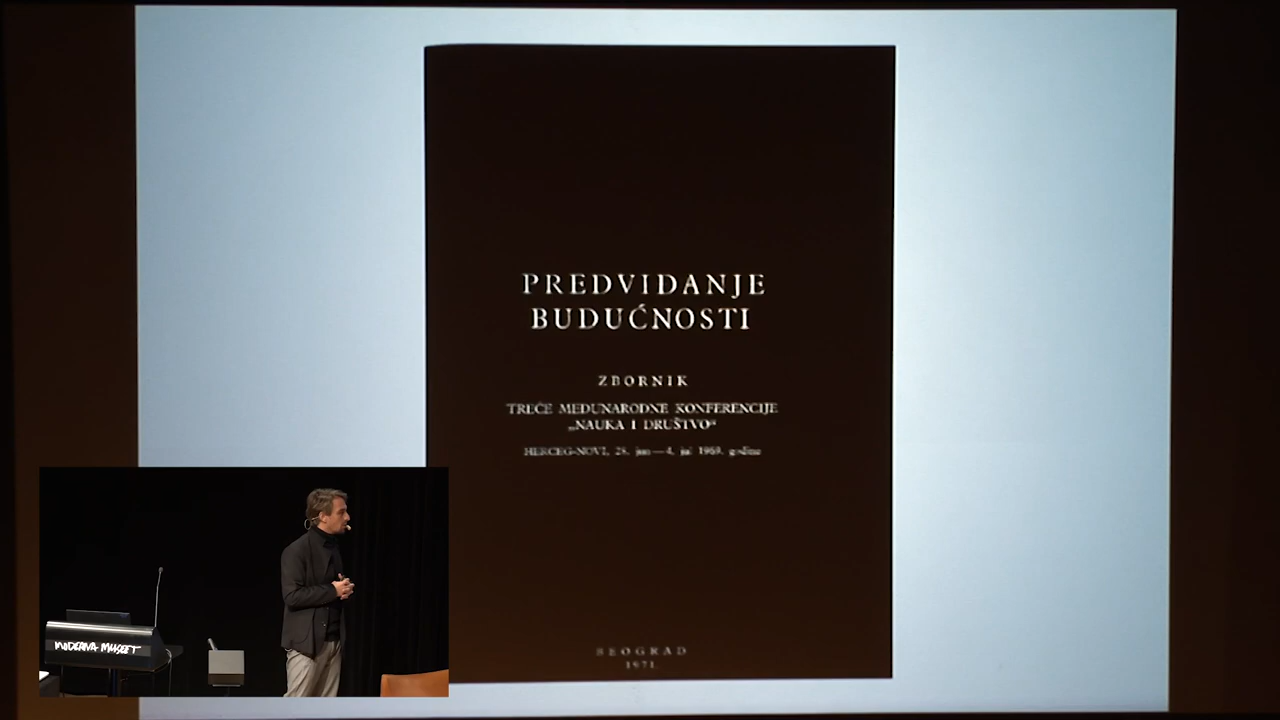 PREDVIĐANJE
BUDUĆNOSTI
ZBORNIK
TREĆE MEĐUNARODNE KONFERENCIJE
„NAUKA I DRUŠTVO“
HERCEG-NOVI, 28. jun—4. jul 1969. godine
BEOGRAD
1971.
MODERNA MUSEET